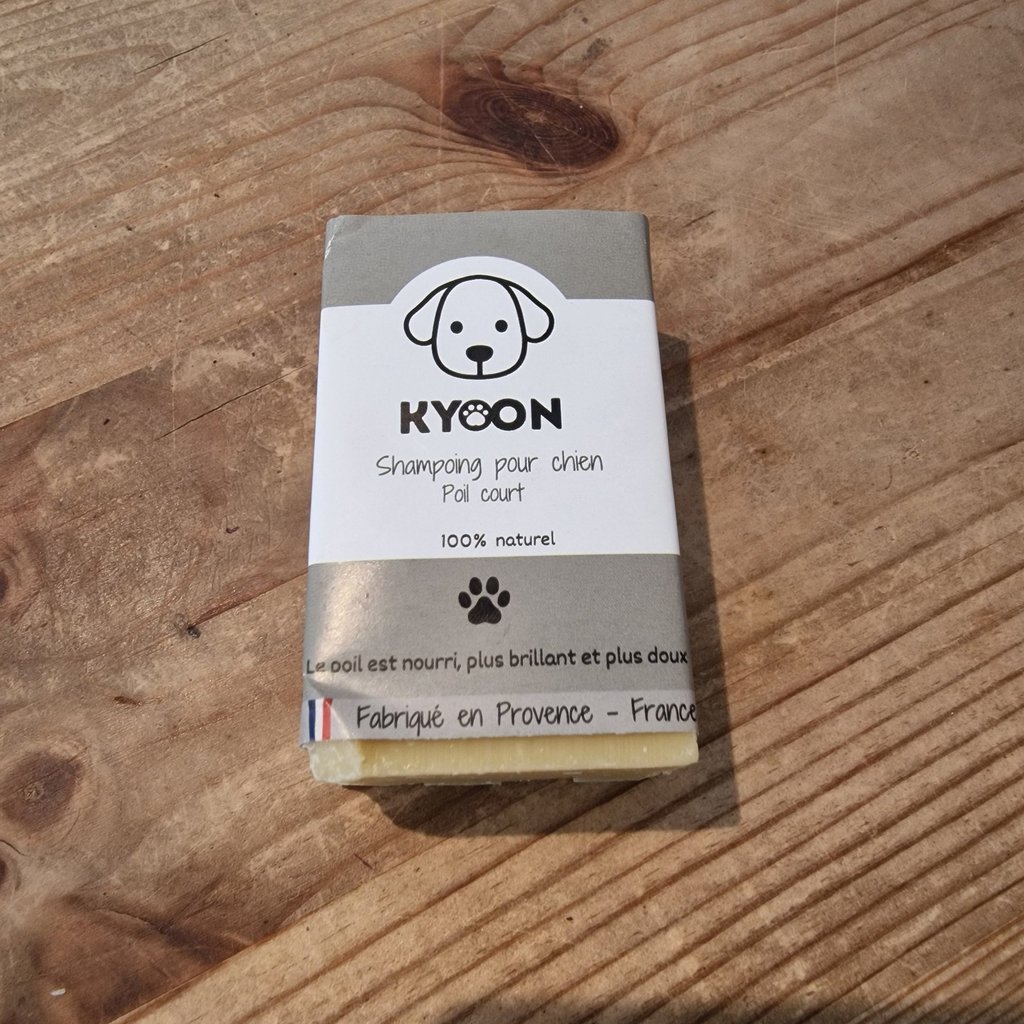 KYOON
Shampoing pour chien
Poil court
100% naturel
Le poil est nourri, plus brillant et plus doux
Fabriqué en Provence - France